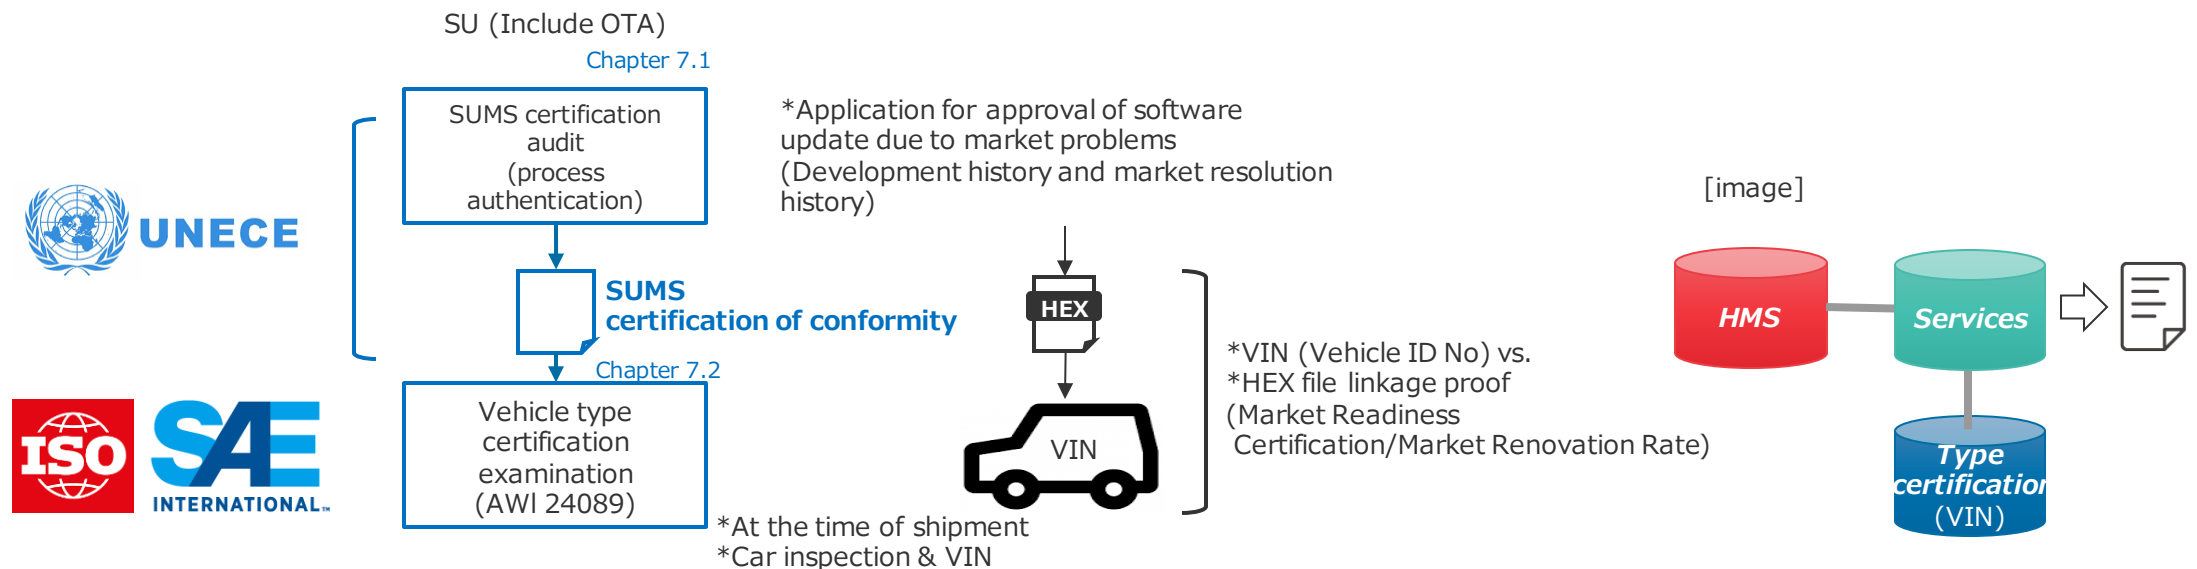 SU (Include OTA)
Chapter 7.1
SUMS certification
audit
(process
authentication)
*Application for approval of software
update due to market problems
(Development history and market resolution
history)
[image]
UNECE
SUMS
certification of conformity
HEX
HMS
Services
Chapter 7.2
*VIN (Vehicle ID No) vs.
*HEX file linkage proof
(Market Readiness
Certification/Market Renovation Rate)
ISO
SAE
INTERNATIONAL™
Vehicle type
certification
examination
(AWl 24089)
VIN
Type
certification
(VIN)
*At the time of shipment
*Car inspection & VIN